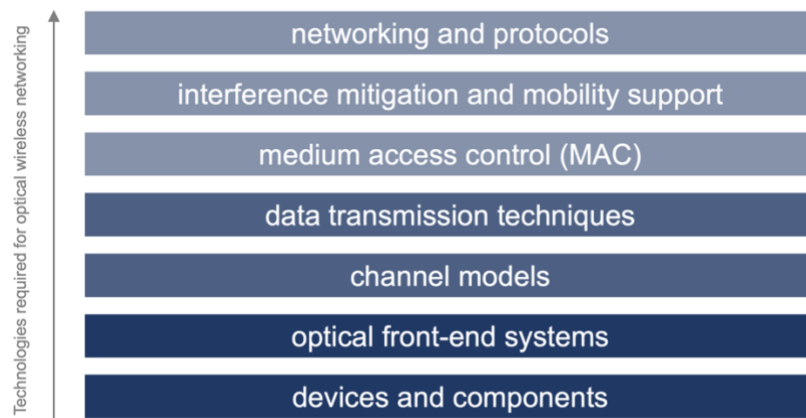 Technologies required for optical wireless networking
networking and protocols
interference mitigation and mobility support
medium access control (MAC)
data transmission techniques
channel models
optical front-end systems
devices and components